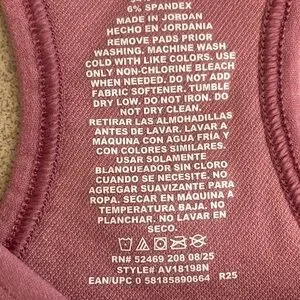 6% SPANDEX
MADE IN JORDAN
HECHO EN JORDANIA
REMOVE PADS PRIOR
WASHING. MACHINE WASH
COLD WITH LIKE COLORS. USE
ONLY NON-CHLORINE BLEACH
WHEN NEEDED. DO NOT ADD
FABRIC SOFTENER. TUMBLE
DRY LOW. DO NOT IRON. DO
NOT DRY CLEAN.
RETIRAR LAS ALMOHADILLAS
ANTES DE LAVAR. LAVAR A
MÁQUINA CON AGUA FRÍA Y
CON COLORES SIMILARES.
USAR SOLAMENTE
BLANQUEADOR SIN CLORO
CUANDO SE NECESITE. NO
AGREGAR SUAVIZANTE PARA
ROPA. SECAR EN MÁQUINA A
TEMPERATURA BAJA. NO
PLANCHAR. NO LAVAR EN
SECO.
RN# 52469 208 08/25
STYLE# AV18198N
EAN/UPC 0 58185890664 R25